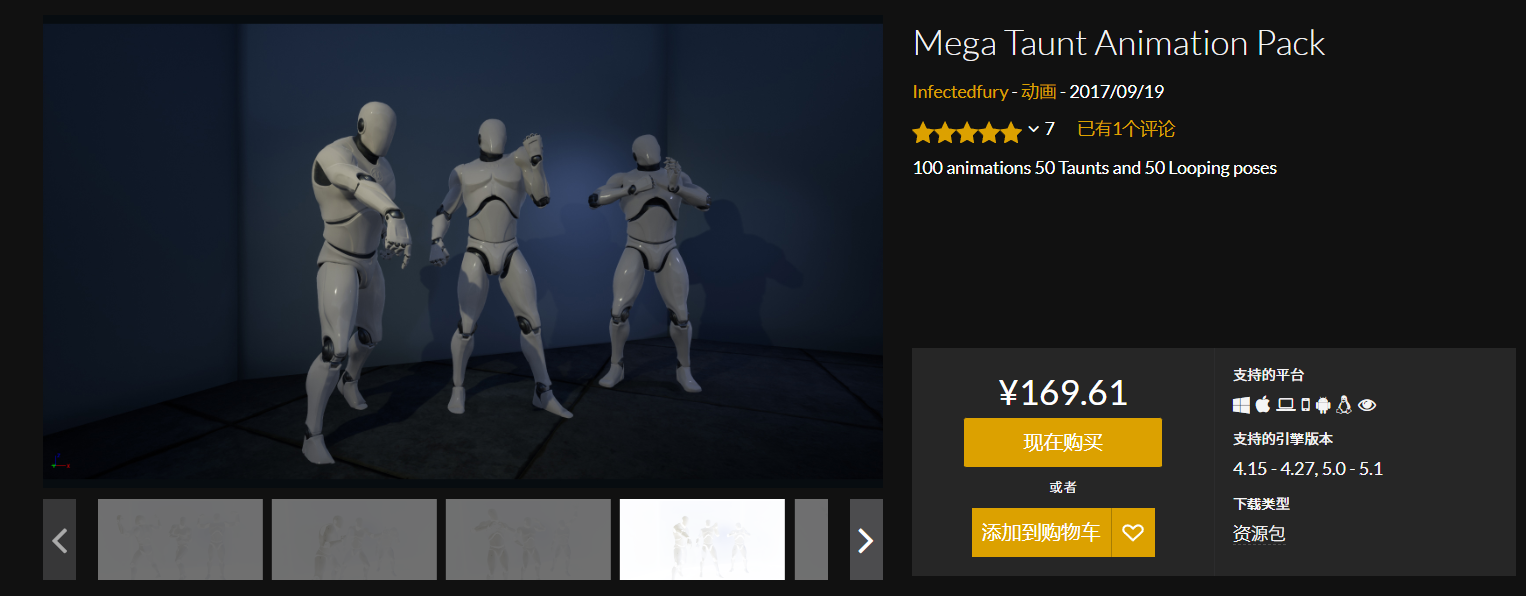 Mega Taunt Animation Pack
Infectedfury - 动画 - 2017/09/19
7 已有1个评论
100 animations 50 Taunts and 50 Looping poses
¥169.61
现在购买
或者
添加到购物车
支持的平台
支持的引擎版本
4.15 - 4.27, 5.0 - 5.1
下载类型
资源包